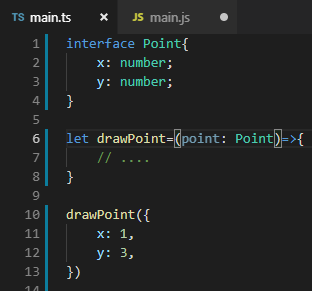 TS main.ts × JS main.js
1 interface Point{
2 x: number;
3 y: number;
4 }
5
6 let drawPoint=(point: Point)=>{
7 // ....
8 }
9
10 drawPoint({
11 x: 1,
12 y: 3,
13 })
14